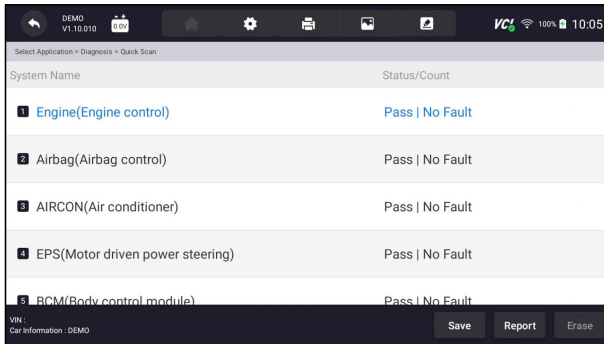 DEMO
V1.10.010
0.0V
VCI
100%
10:05
Select Application > Diagnosis > Quick Scan
System Name Status/Count
1 Engine(Engine control) Pass | No Fault
2 Airbag(Airbag control) Pass | No Fault
3 AIRCON(Air conditioner) Pass | No Fault
4 EPS(Motor driven power steering) Pass | No Fault
5 BCM(Body control module) Pass | No Fault
VIN :
Car Information : DEMO
Save Report Erase